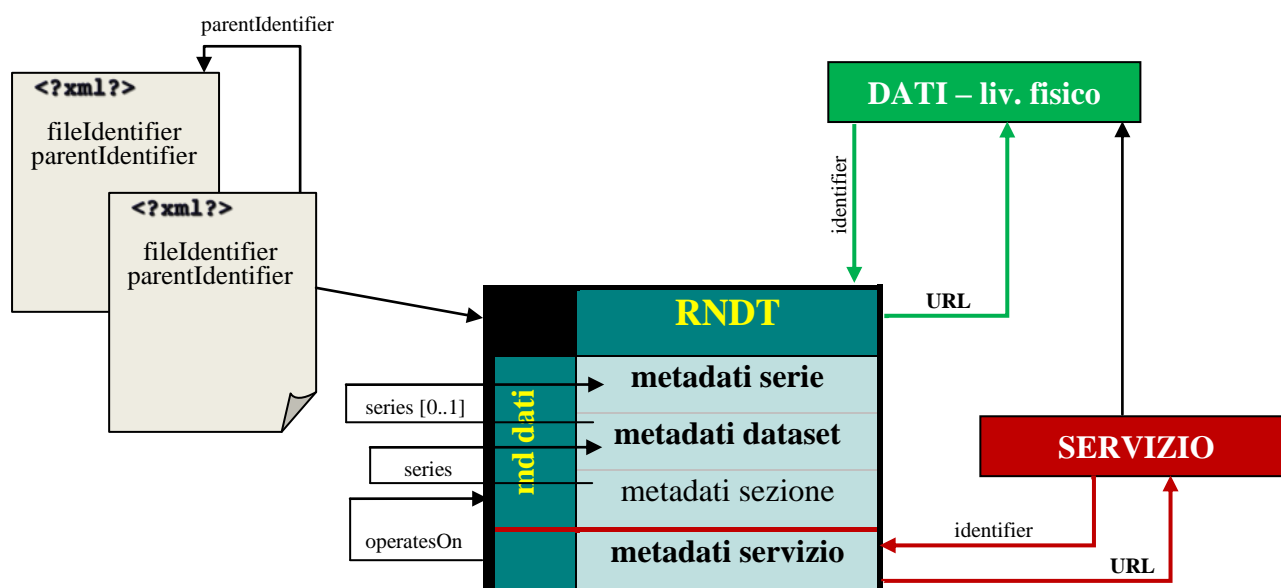 parentIdentifier
<?xml?>
fileIdentifier
parentIdentifier
<?xml?>
fileIdentifier
parentIdentifier
DATI – liv. fisico
identifier
URL
RNDT
rnd dati
metadati serie
series [0..1]
metadati dataset
series
metadati sezione
operatesOn
metadati servizio
SERVIZIO
identifier
URL